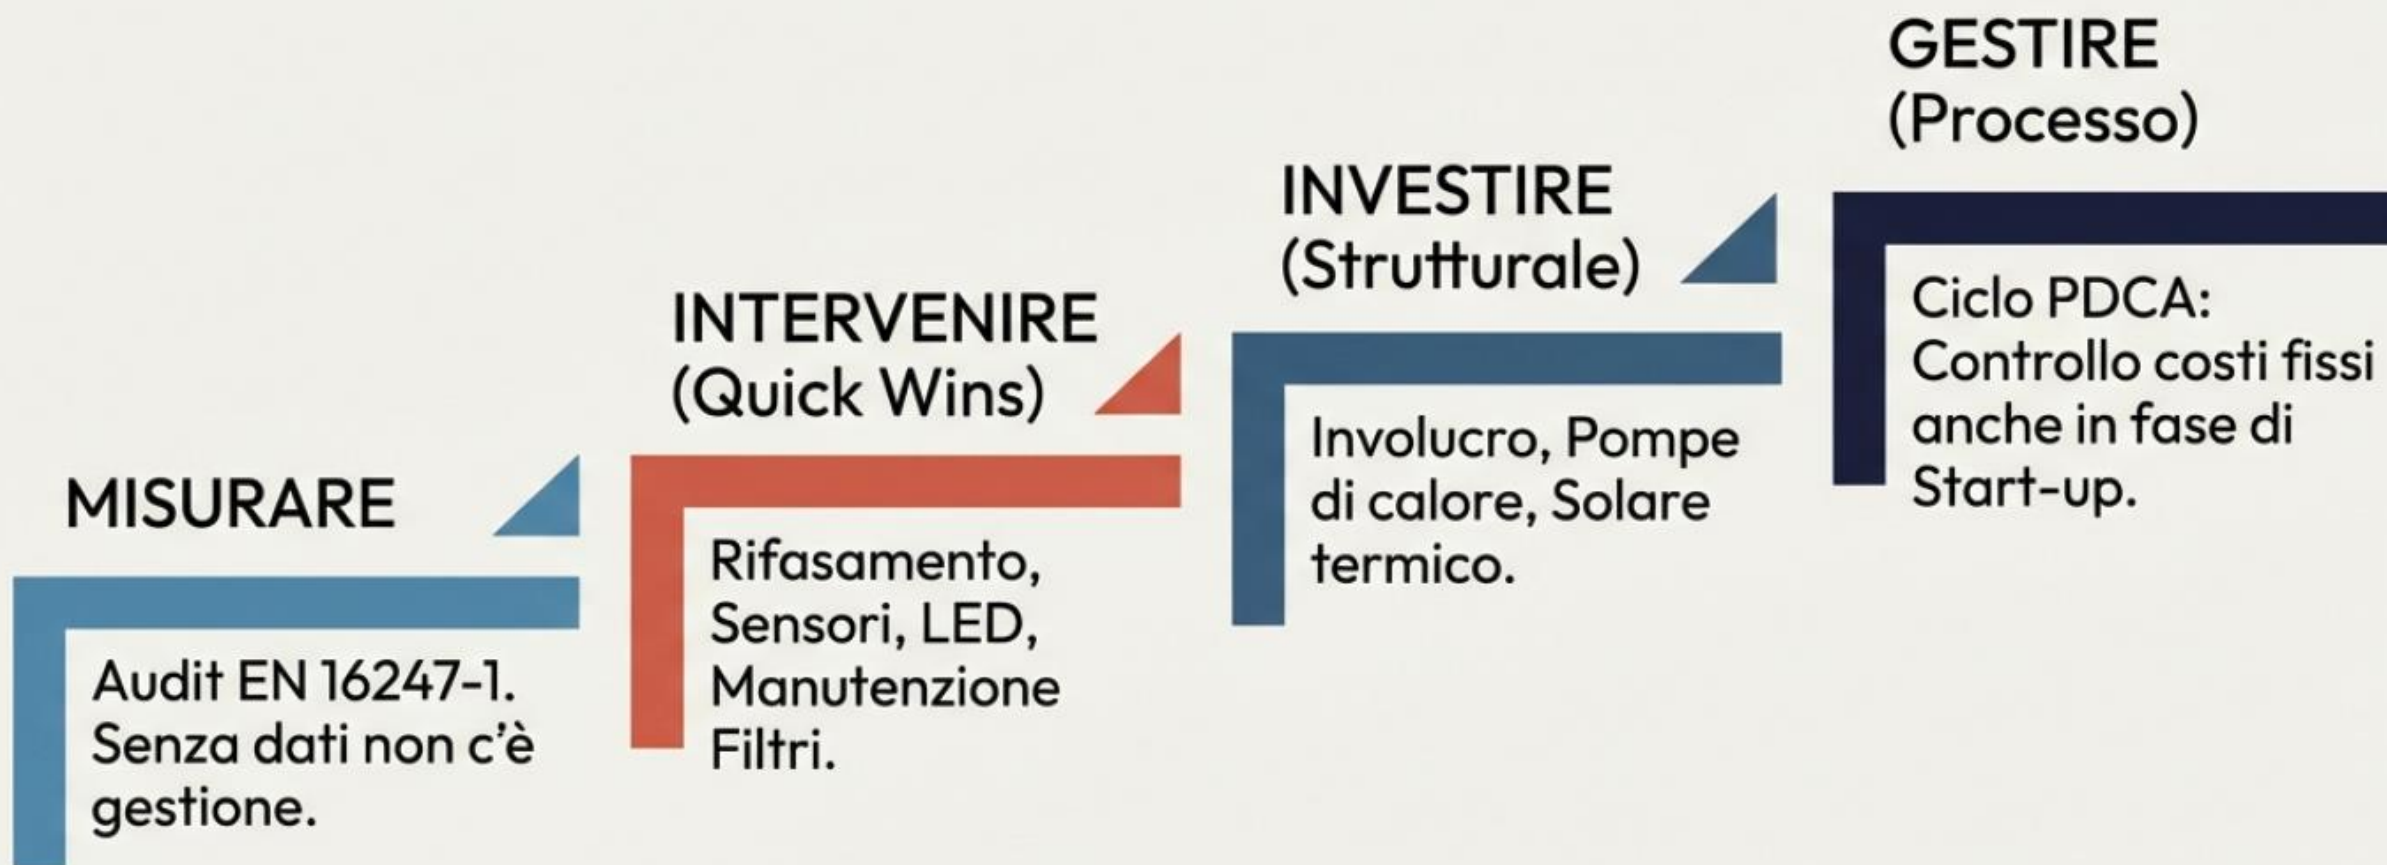 MISURARE
Audit EN 16247-1.
Senza dati non c'è
gestione.
INTERVENIRE
(Quick Wins)
Rifasamento,
Sensori, LED,
Manutenzione
Filtri.
INVESTIRE
(Strutturale)
Involucro, Pompe
di calore, Solare
termico.
GESTIRE
(Processo)
Ciclo PDCA:
Controllo costi fissi
anche in fase di
Start-up.